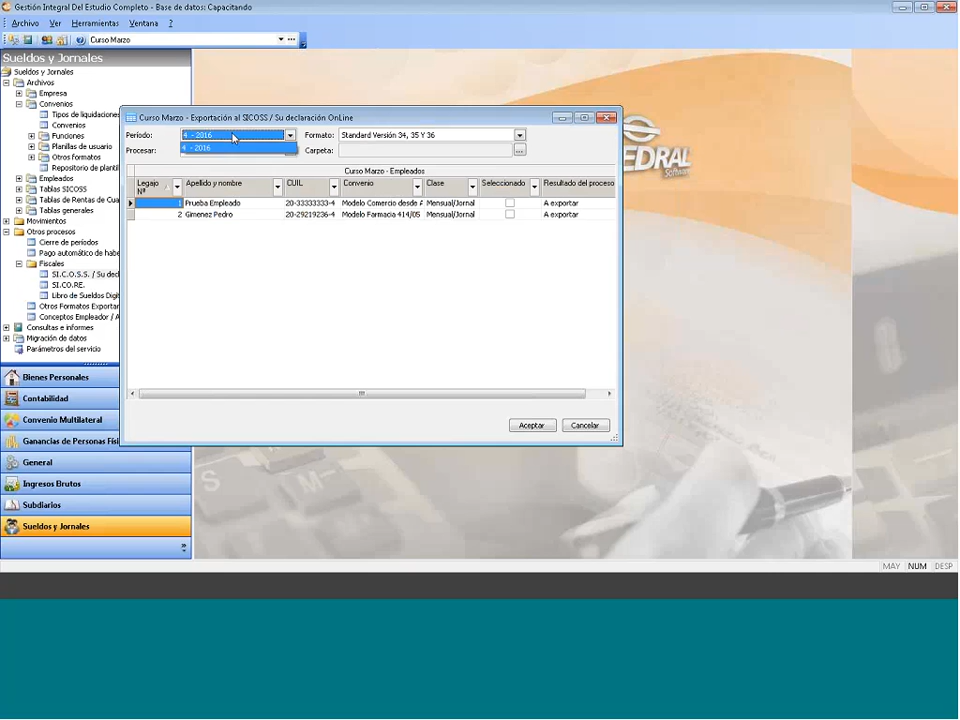 Gestión Integral Del Estudio Completo - Base de datos: Capacitando
Archivo Ver Herramientas Ventana ?
Curso Marzo
Sueldos y Jornales
Sueldos y Jornales
Archivos
Empresa
Convenios
Tipos de liquidaciones
Convenios
Funciones
Planillas de usuario
Otros formatos
Repositorio de plantil
Empleados
Tablas SICOSS
Tablas de Rentas de Cua
Tablas generales
Movimientos
Otros procesos
Cierre de períodos
Pago automático de habe
Fiscales
SI.C.O.S.S. / Su decl
SI.CO.RE.
Libro de Sueldos Digit
Otros Formatos Exportar
Conceptos Empleador / A
Consultas e informes
Migración de datos
Parámetros del servicio
Bienes Personales
Contabilidad
Convenio Multilateral
Ganancias de Personas Físi
General
Ingresos Brutos
Subdiarios
Sueldos y Jornales
Curso Marzo - Exportación al SICOSS / Su declaración OnLine
Período: 4 - 2016 Formato: Standard Versión 34, 35 Y 36
4 - 2016
Procesar: Carpeta:
Curso Marzo - Empleados
Legajo Nº Apellido y nombre CUIL Convenio Clase Seleccionado Resultado del proceso
1 Prueba Empleado 20-33333333-4 Modelo Comercio desde A Mensual/Jornal A exportar
2 Gimenez Pedro 20-29219236-4 Modelo Farmacia 414/05 Mensual/Jornal A exportar
Aceptar Cancelar
EDRAL
Software
MAY NUM DESP